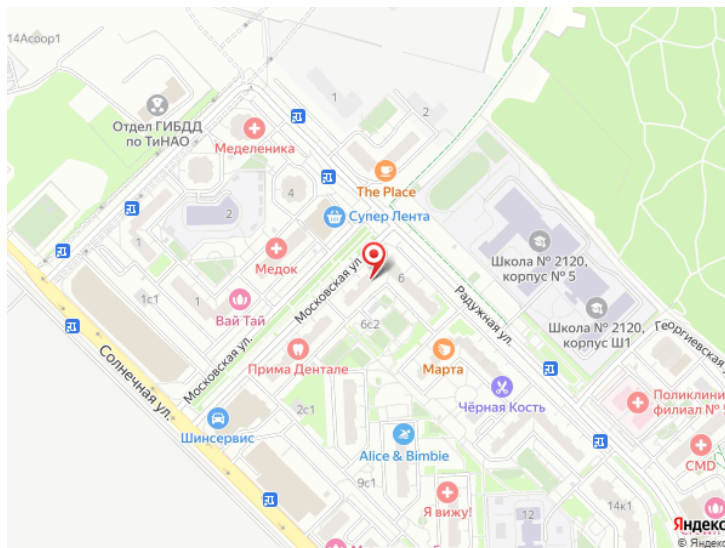 14Асоор1
Отдел ГИБДД
по ТиНАО
Меделеника
1
2
The Place
4
Супер Лента
2
1
Медок
Московская ул.
6
Школа № 2120,
корпус № 5
1с1
1
Вай Тай
Радужная ул.
Школа № 2120,
корпус Ш1
Георгиевская
6с2
Московская ул.
Солнечная ул.
Прима Дентале
Марта
2с1
Чёрная Кость
Поликлини
филиал № 5
Шинсервис
Alice & Bimbie
CMD
9с1
Я вижу!
14к1
12
Яндекс
© Яндекс